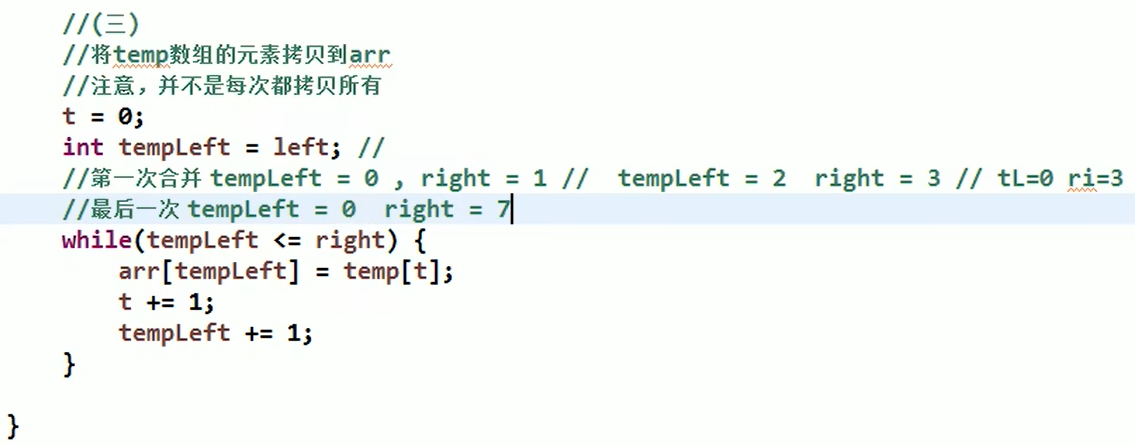 //(三)
//将temp数组的元素拷贝到arr
//注意，并不是每次都拷贝所有
t = 0;
int tempLeft = left; //
//第一次合并 tempLeft = 0 , right = 1 //  tempLeft = 2  right = 3 // tL=0 ri=3
//最后一次 tempLeft = 0  right = 7
while(tempLeft <= right) {
    arr[tempLeft] = temp[t];
    t += 1;
    tempLeft += 1;
}
}